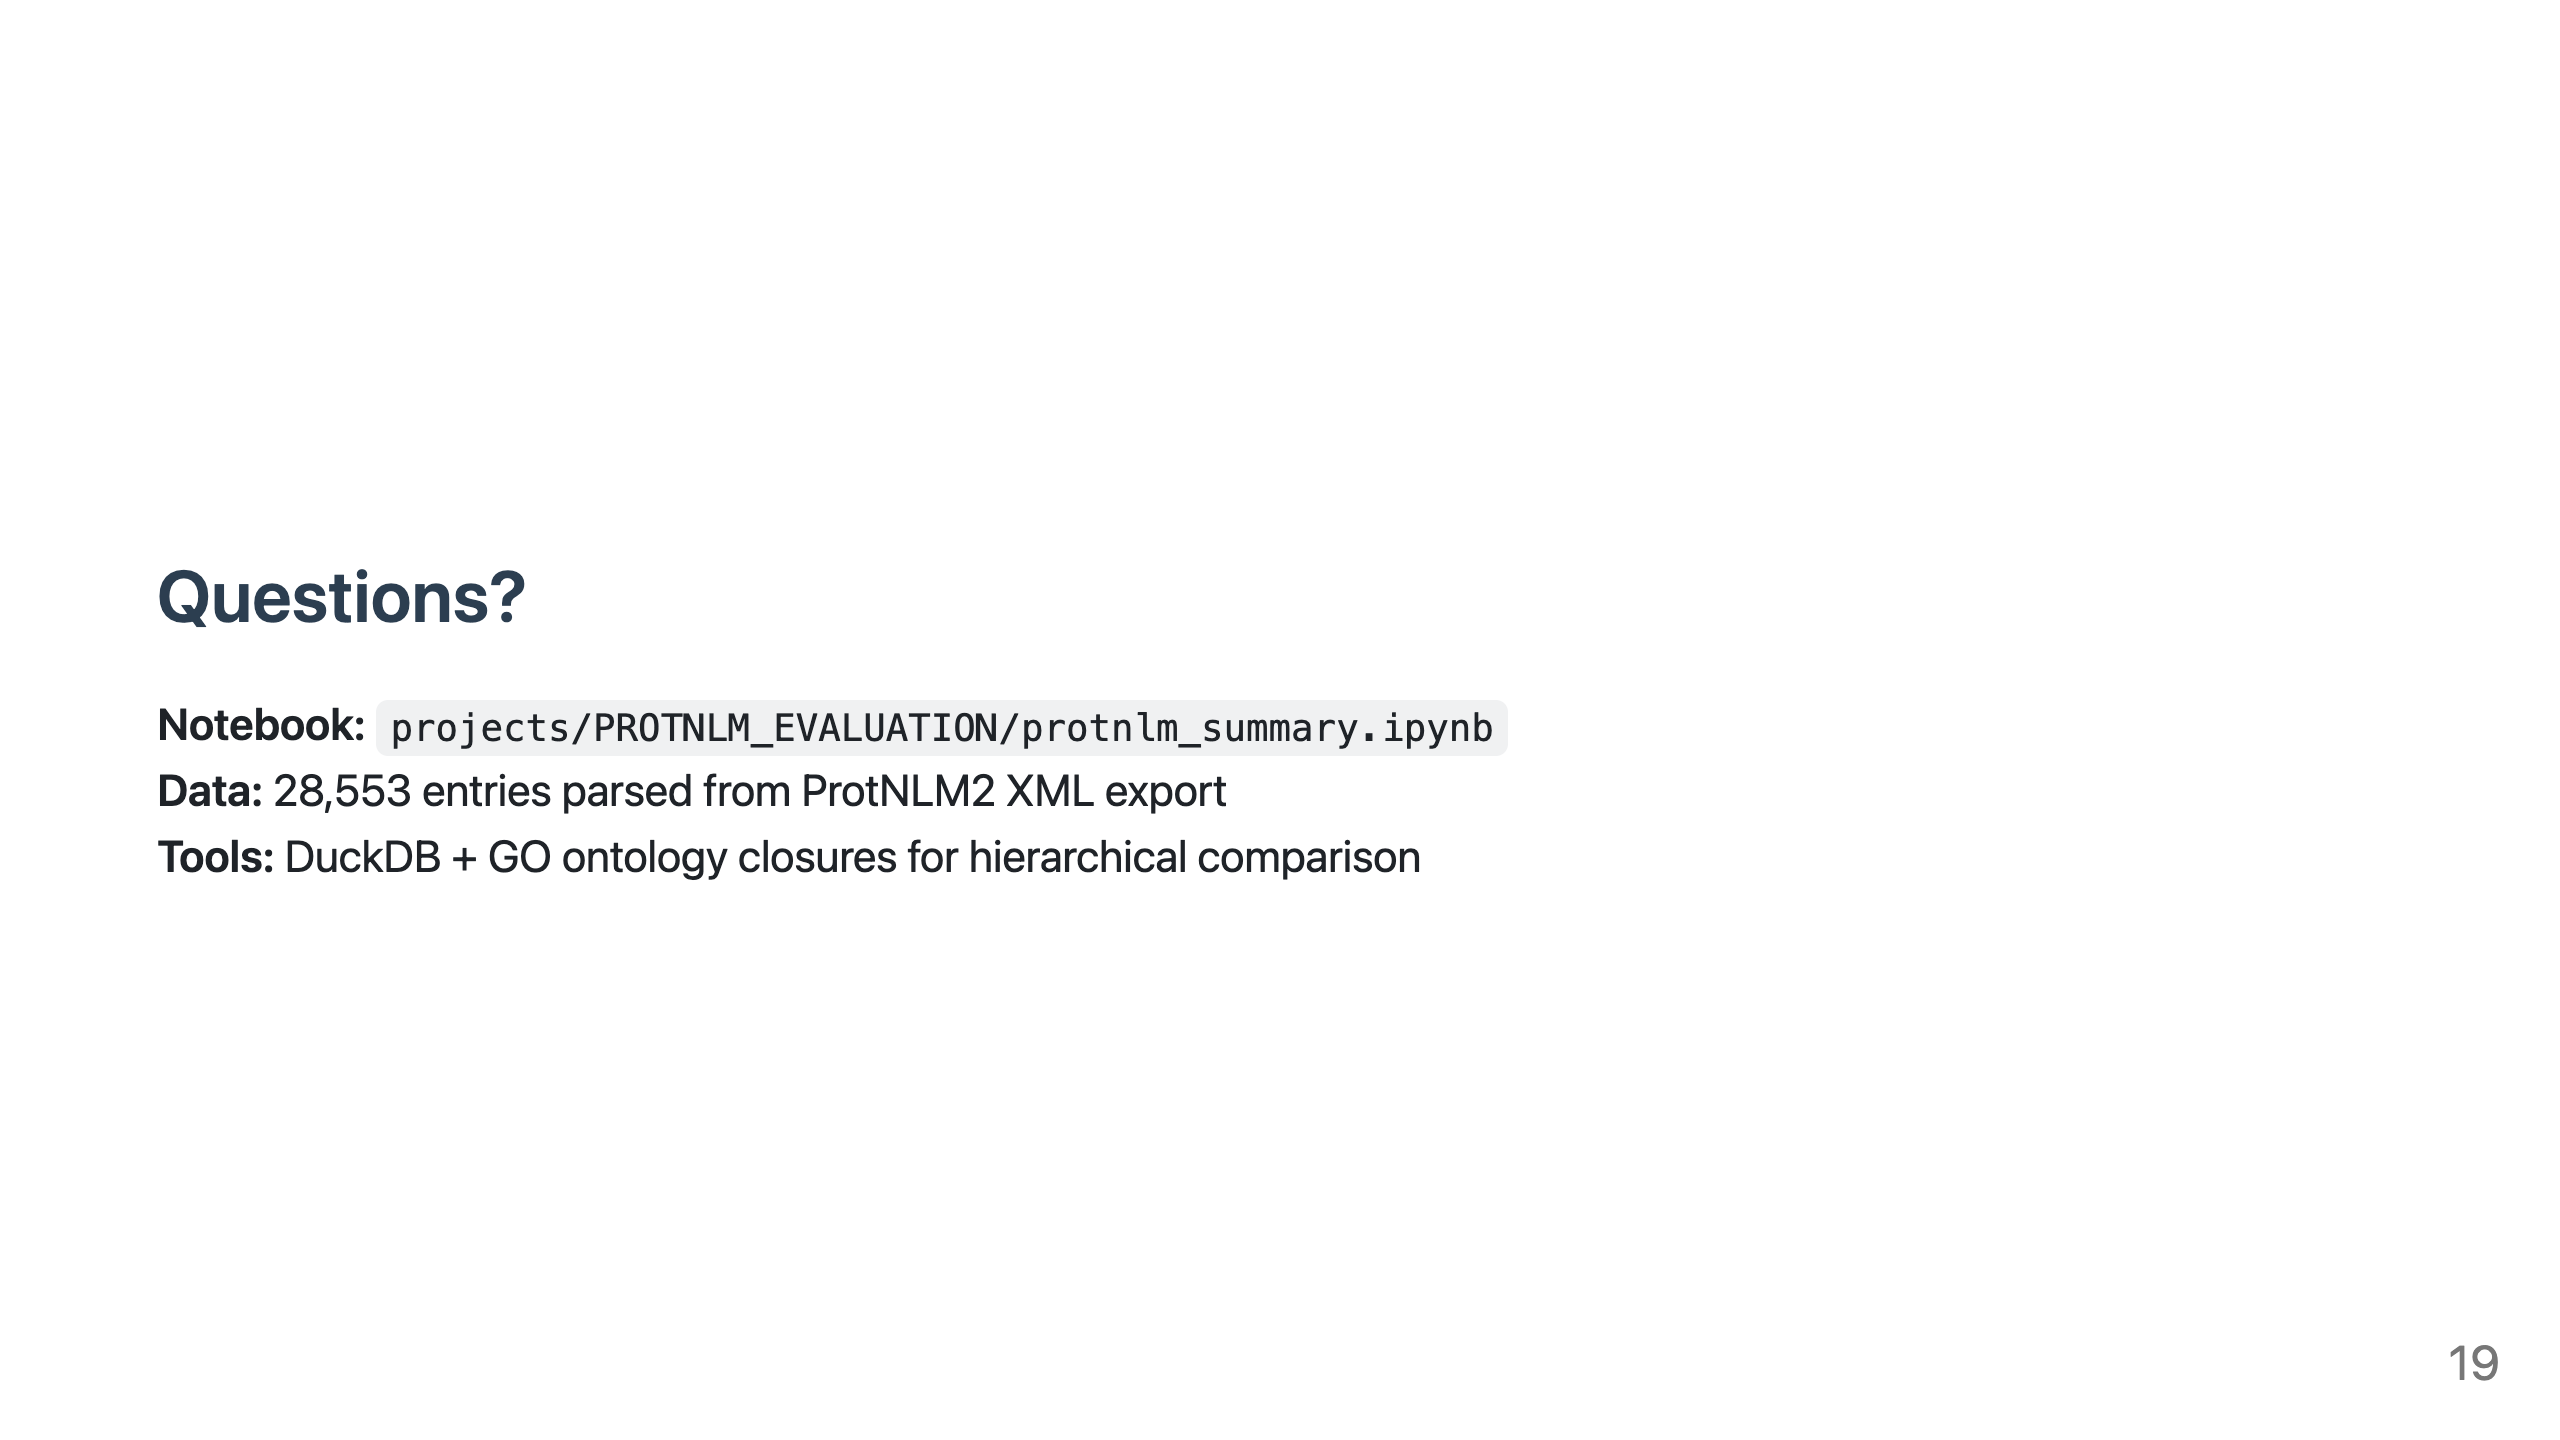 Questions?
Notebook: projects/PROTNLM_EVALUATION/protnlm_summary.ipynb
Data: 28,553 entries parsed from ProtNLM2 XML export
Tools: DuckDB + GO ontology closures for hierarchical comparison
19